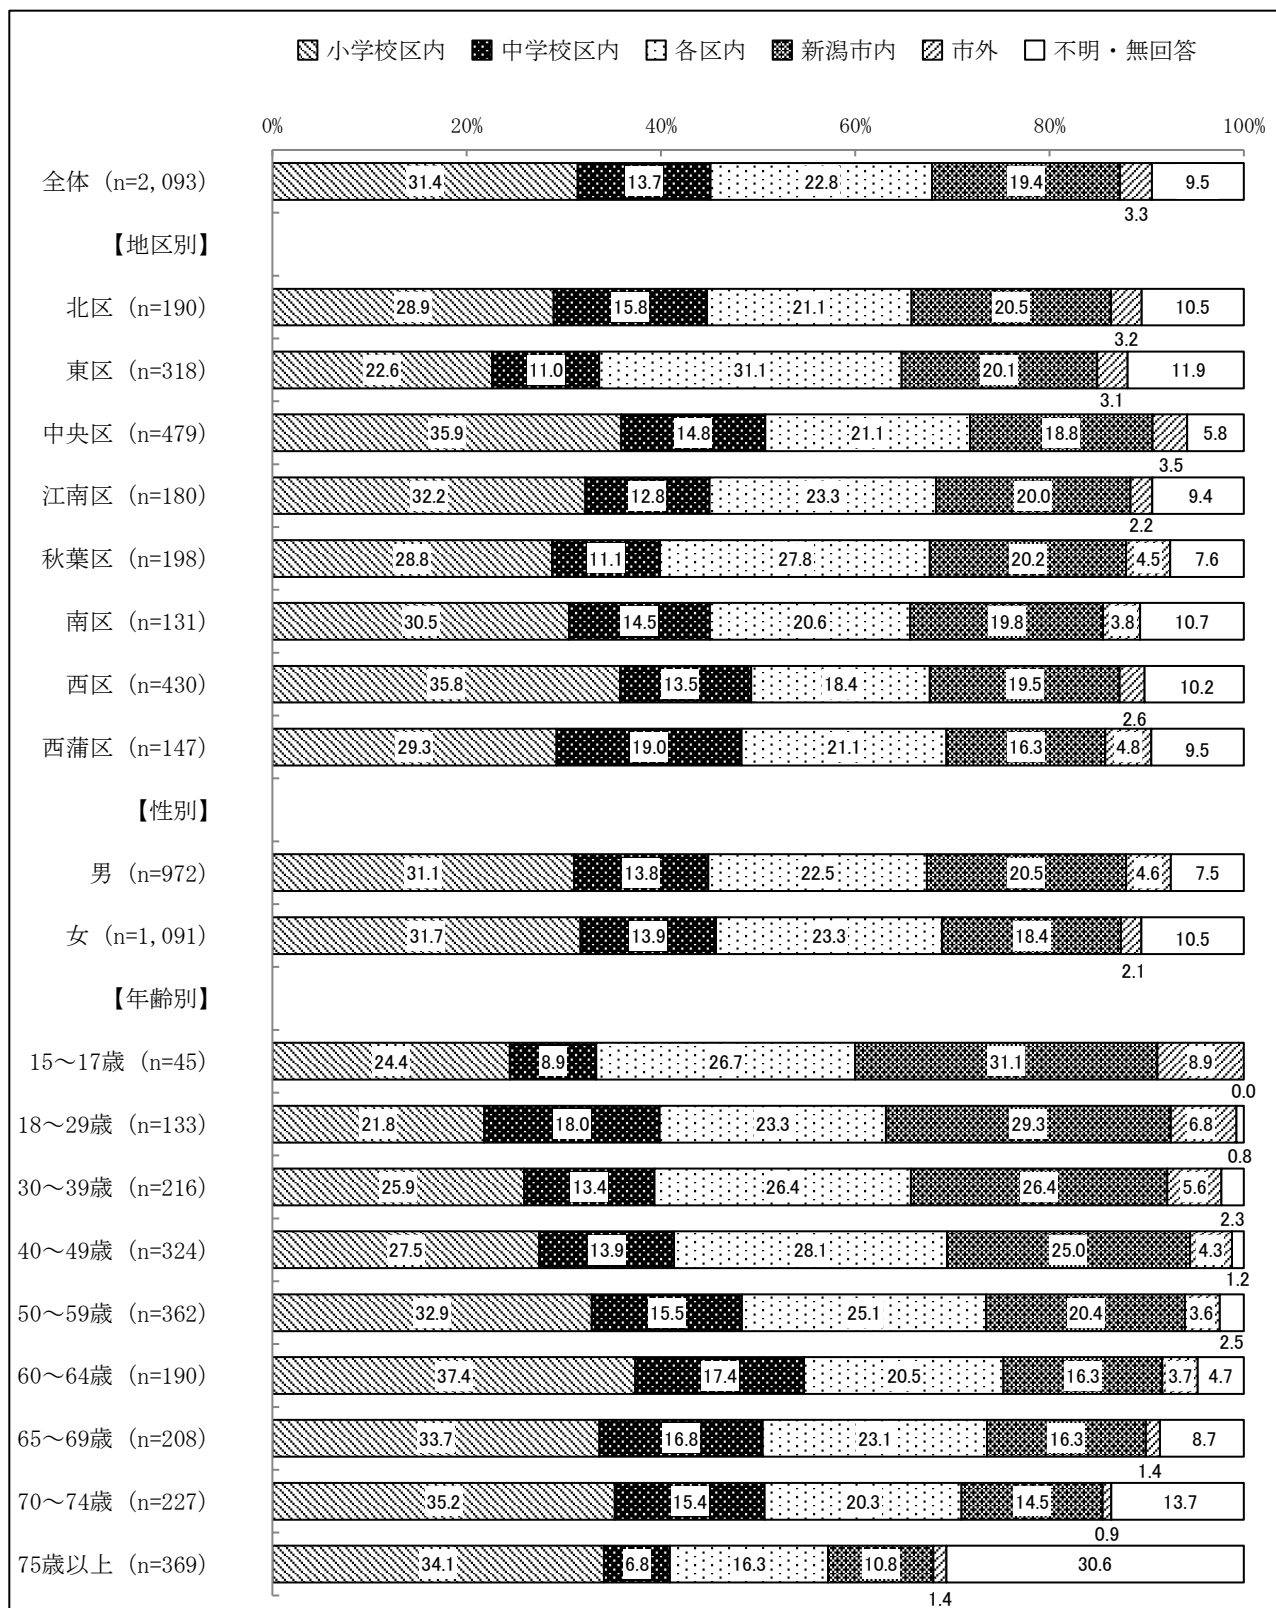 小学校区内 中学校区内 各区内 新潟市内 市外 不明・無回答
0% 20% 40% 60% 80% 100%
全体 (n=2,093) 31.4 13.7 22.8 19.4 3.3 9.5
【地区別】
北区 (n=190) 28.9 15.8 21.1 20.5 3.2 10.5
東区 (n=318) 22.6 11.0 31.1 20.1 3.1 11.9
中央区 (n=479) 35.9 14.8 21.1 18.8 3.5 5.8
江南区 (n=180) 32.2 12.8 23.3 20.0 2.2 9.4
秋葉区 (n=198) 28.8 11.1 27.8 20.2 4.5 7.6
南区 (n=131) 30.5 14.5 20.6 19.8 3.8 10.7
西区 (n=430) 35.8 13.5 18.4 19.5 2.6 10.2
西蒲区 (n=147) 29.3 19.0 21.1 16.3 4.8 9.5
【性別】
男 (n=972) 31.1 13.8 22.5 20.5 4.6 7.5
女 (n=1,091) 31.7 13.9 23.3 18.4 2.1 10.5
【年齢別】
15～17歳 (n=45) 24.4 8.9 26.7 31.1 8.9 0.0
18～29歳 (n=133) 21.8 18.0 23.3 29.3 6.8 0.8
30～39歳 (n=216) 25.9 13.4 26.4 26.4 5.6 2.3
40～49歳 (n=324) 27.5 13.9 28.1 25.0 4.3 1.2
50～59歳 (n=362) 32.9 15.5 25.1 20.4 3.6 2.5
60～64歳 (n=190) 37.4 17.4 20.5 16.3 3.7 4.7
65～69歳 (n=208) 33.7 16.8 23.1 16.3 1.4 8.7
70～74歳 (n=227) 35.2 15.4 20.3 14.5 0.9 13.7
75歳以上 (n=369) 34.1 6.8 16.3 10.8 1.4 30.6